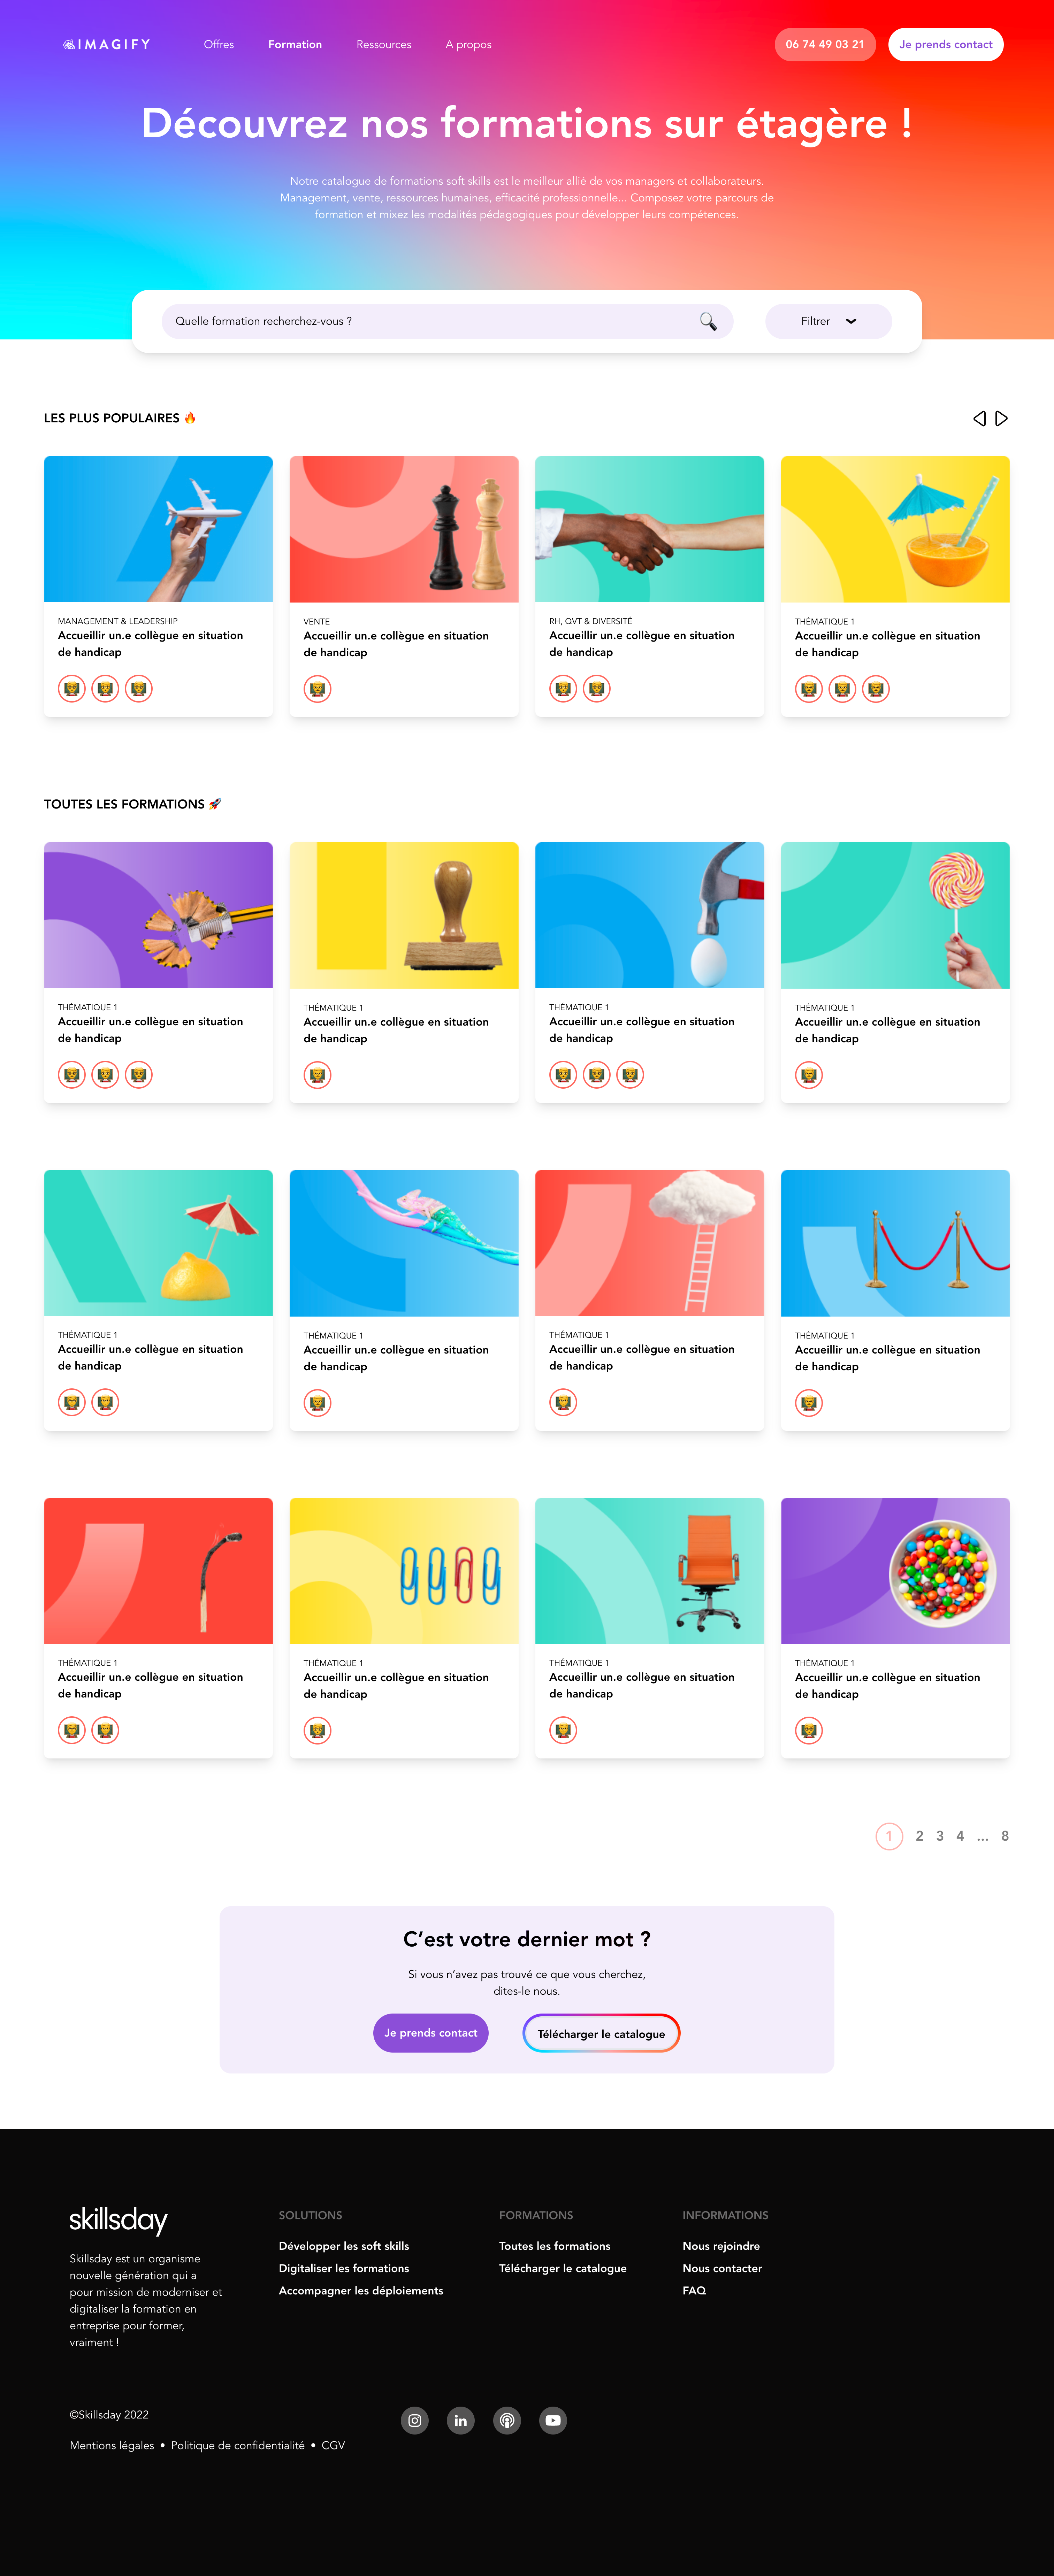 IMAGIFY
Offres
Formation
Ressources
A propos
06 74 49 03 21
Je prends contact
Découvrez nos formations sur étagère !
Notre catalogue de formations soft skills est le meilleur allié de vos managers et collaborateurs.
Management, vente, ressources humaines, efficacité professionnelle... Composez votre parcours de
formation et mixez les modalités pédagogiques pour développer leurs compétences.
Quelle formation recherchez-vous ?
Filtrer
LES PLUS POPULAIRES 🔥
MANAGEMENT & LEADERSHIP
Accueillir un.e collègue en situation
de handicap
VENTE
Accueillir un.e collègue en situation
de handicap
RH, QVT & DIVERSITÉ
Accueillir un.e collègue en situation
de handicap
THÉMATIQUE 1
Accueillir un.e collègue en situation
de handicap
TOUTES LES FORMATIONS 🚀
THÉMATIQUE 1
Accueillir un.e collègue en situation
de handicap
THÉMATIQUE 1
Accueillir un.e collègue en situation
de handicap
THÉMATIQUE 1
Accueillir un.e collègue en situation
de handicap
THÉMATIQUE 1
Accueillir un.e collègue en situation
de handicap
THÉMATIQUE 1
Accueillir un.e collègue en situation
de handicap
THÉMATIQUE 1
Accueillir un.e collègue en situation
de handicap
THÉMATIQUE 1
Accueillir un.e collègue en situation
de handicap
THÉMATIQUE 1
Accueillir un.e collègue en situation
de handicap
THÉMATIQUE 1
Accueillir un.e collègue en situation
de handicap
THÉMATIQUE 1
Accueillir un.e collègue en situation
de handicap
THÉMATIQUE 1
Accueillir un.e collègue en situation
de handicap
THÉMATIQUE 1
Accueillir un.e collègue en situation
de handicap
1 2 3 4 ... 8
C’est votre dernier mot ?
Si vous n’avez pas trouvé ce que vous cherchez,
dites-le nous.
Je prends contact
Télécharger le catalogue
skillsday
Skillsday est un organisme
nouvelle génération qui a
pour mission de moderniser et
digitaliser la formation en
entreprise pour former,
vraiment !
SOLUTIONS
Développer les soft skills
Digitaliser les formations
Accompagner les déploiements
FORMATIONS
Toutes les formations
Télécharger le catalogue
INFORMATIONS
Nous rejoindre
Nous contacter
FAQ
©Skillsday 2022
Mentions légales • Politique de confidentialité • CGV